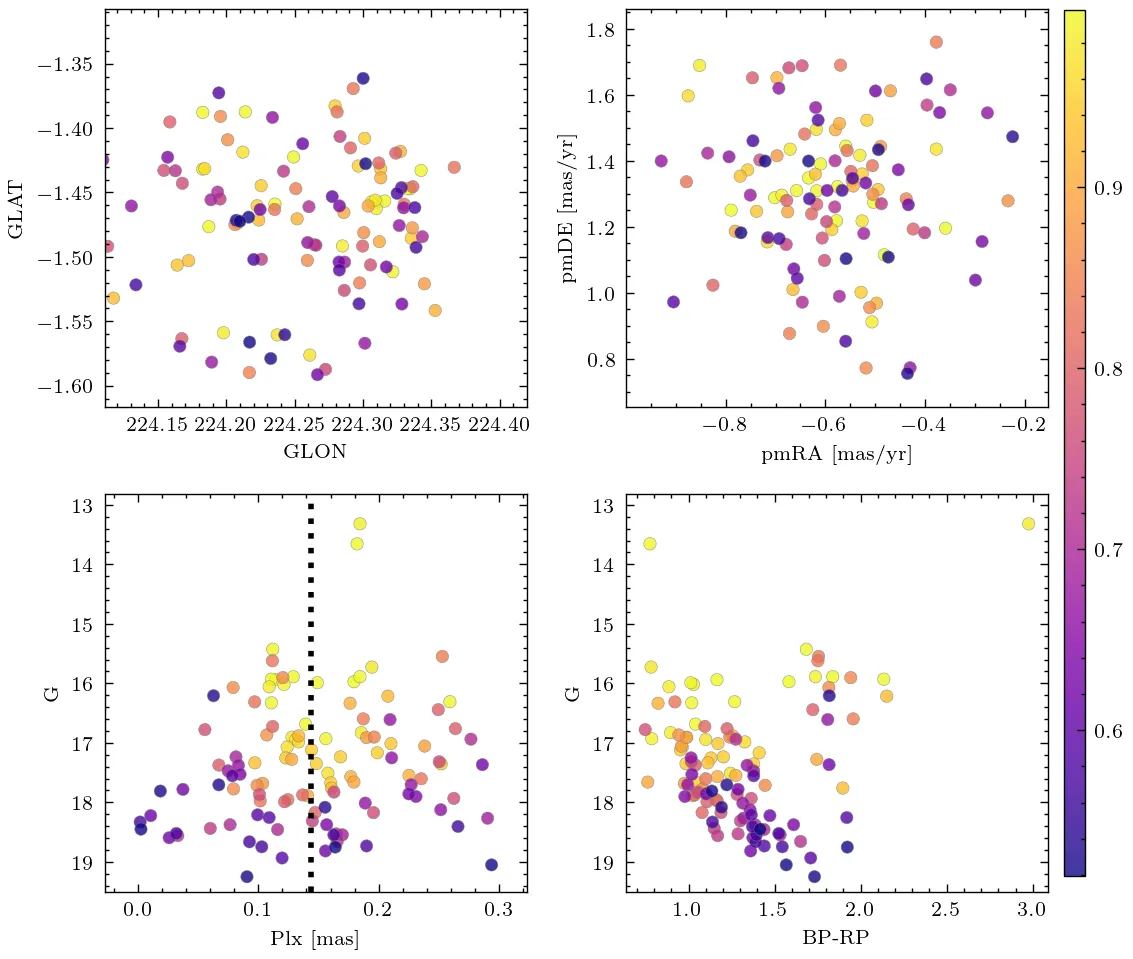 −1.35
−1.40
−1.45
−1.50
−1.55
−1.60
GLAT
224.15 224.20 224.25 224.30 224.35 224.40
GLON
1.8
1.6
1.4
1.2
1.0
0.8
pmDE [mas/yr]
−0.8 −0.6 −0.4 −0.2
pmRA [mas/yr]
0.9
0.8
0.7
0.6
13
14
15
16
17
18
19
G
0.0 0.1 0.2 0.3
Plx [mas]
13
14
15
16
17
18
19
G
1.0 1.5 2.0 2.5 3.0
BP-RP